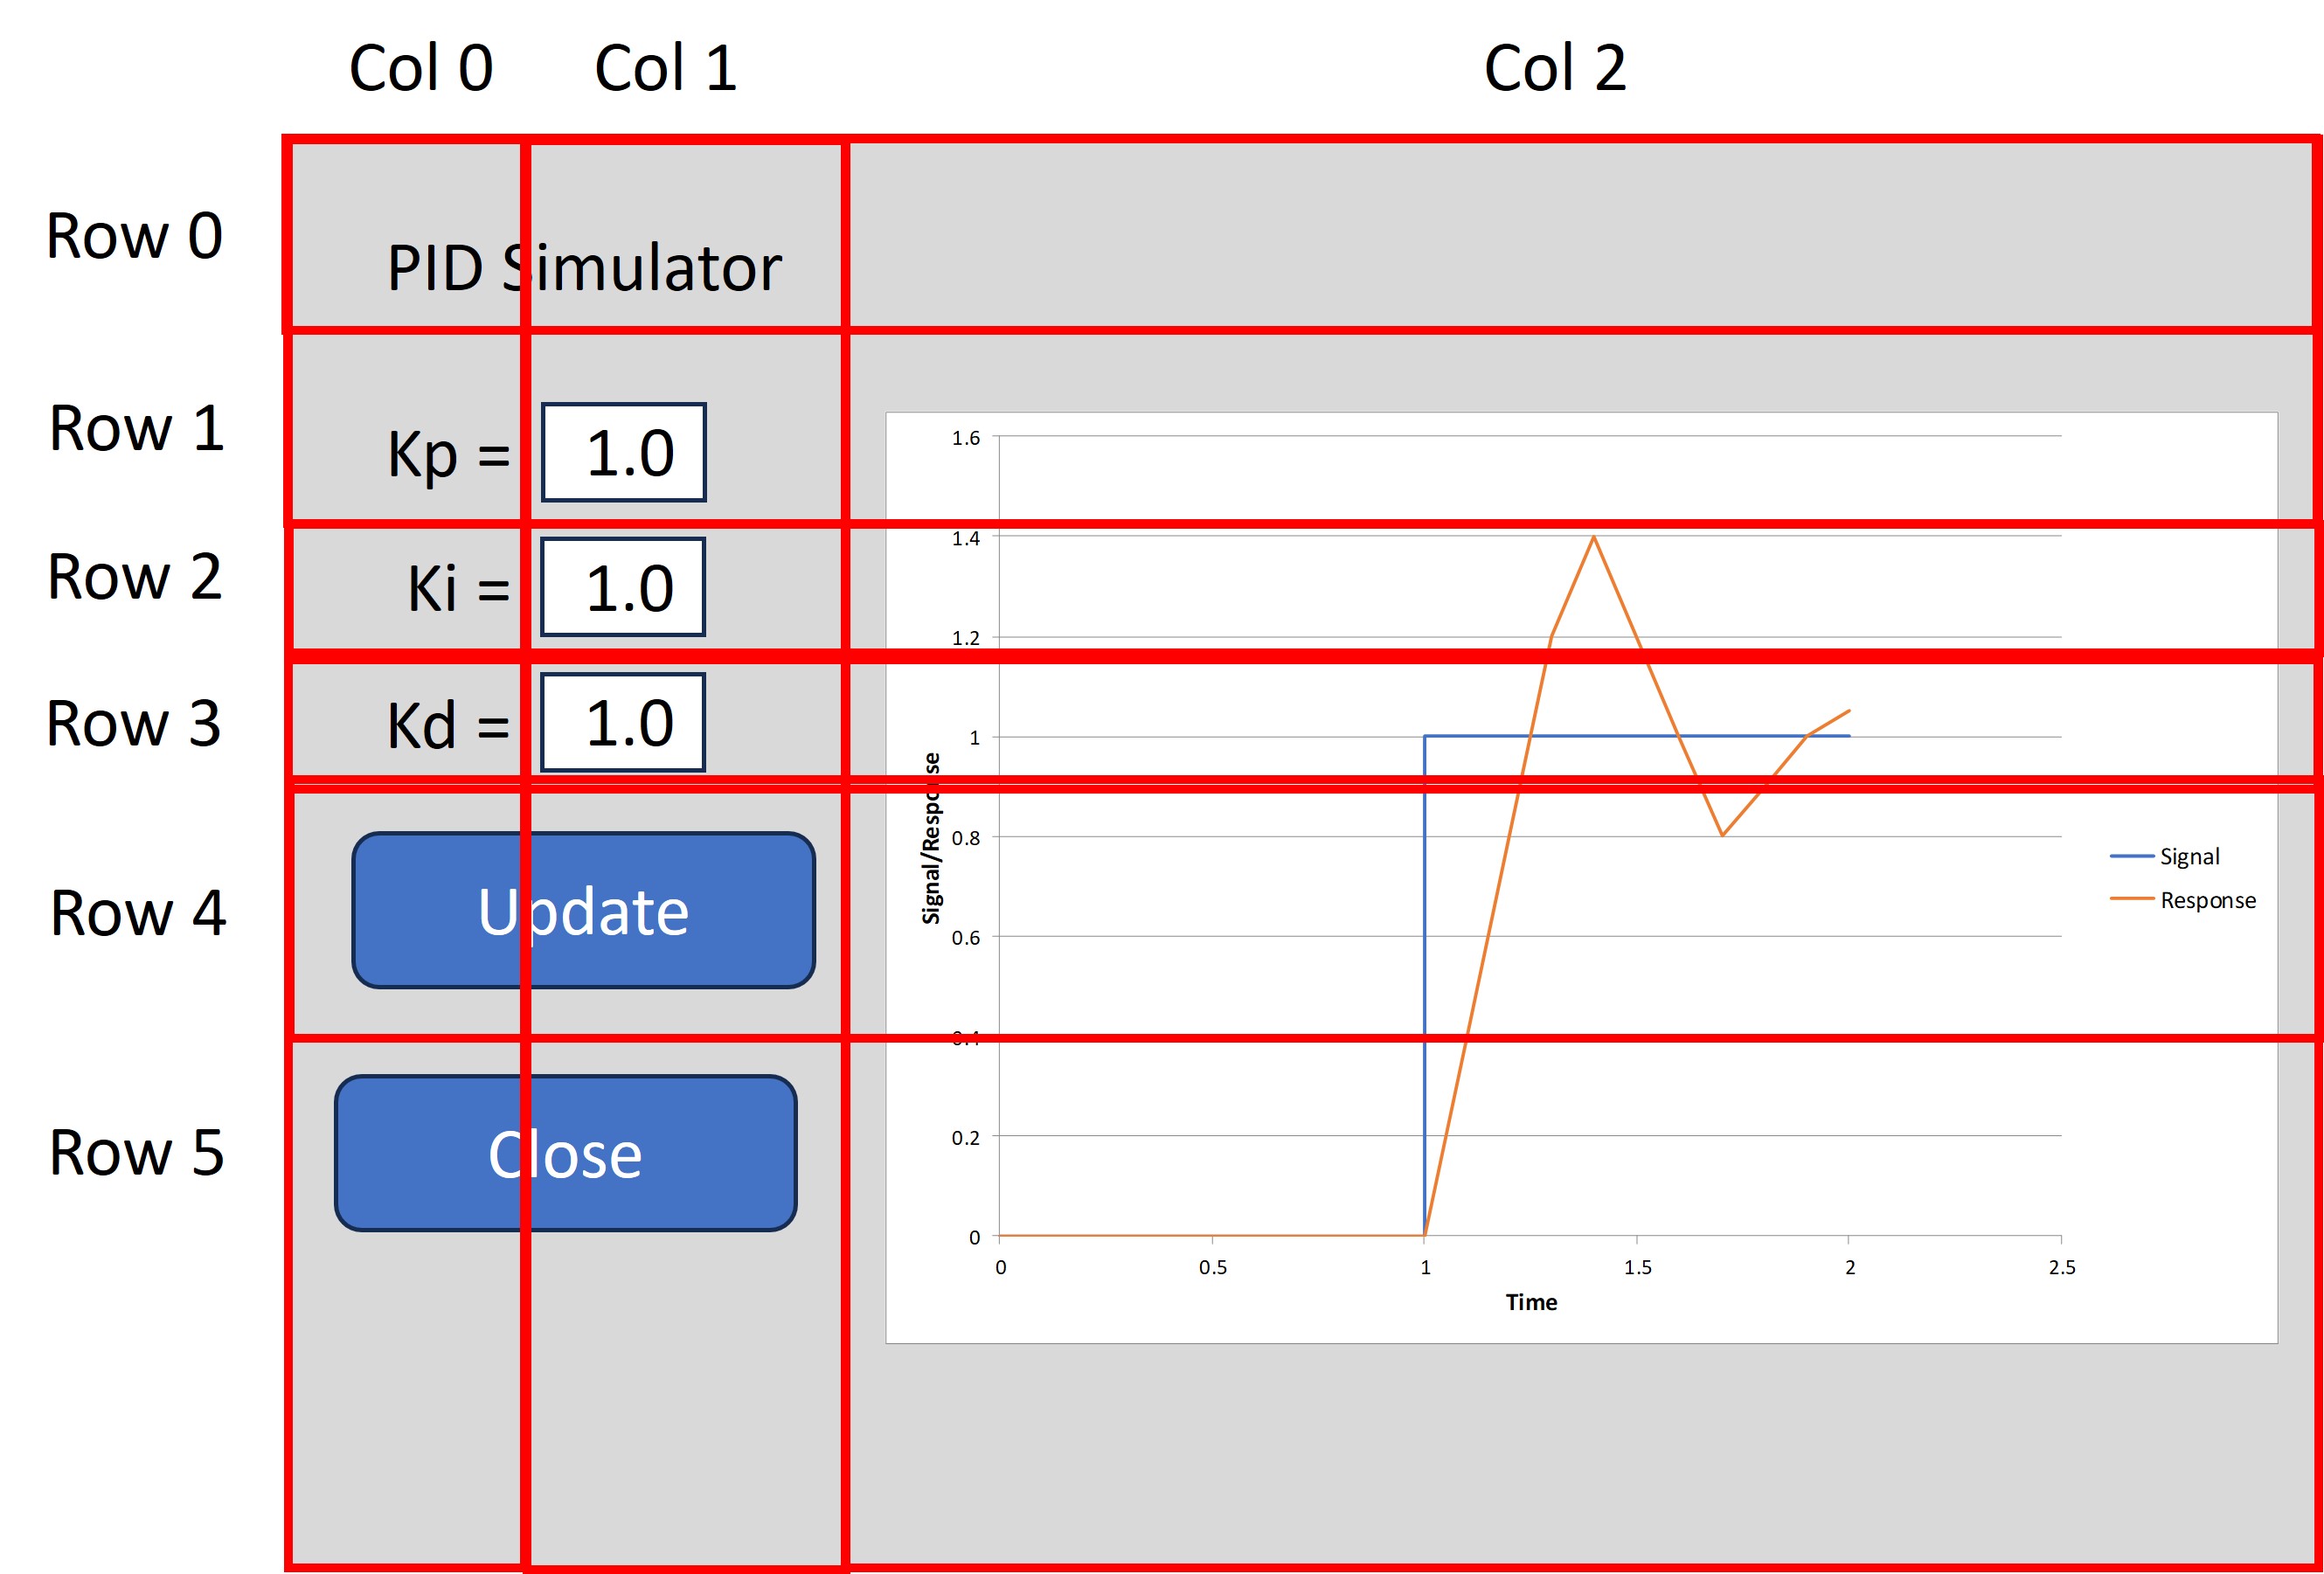 Col 0 Col 1 Col 2
Row 0
PID Simulator
Row 1
Kp = 1.0
Row 2
Ki = 1.0
Row 3
Kd = 1.0
Row 4
Update
Row 5
Close
1.6
1.4
1.2
1
0.8
0.6
0.4
0.2
0
Signal/Response
0 0.5 1 1.5 2 2.5
Time
Signal
Response